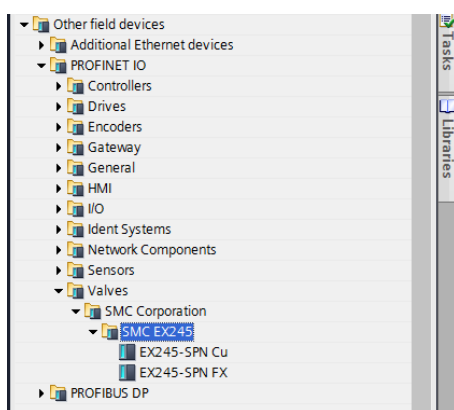 Other field devices
Additional Ethernet devices
PROFINET IO
Controllers
Drives
Encoders
Gateway
General
HMI
I/O
Ident Systems
Network Components
Sensors
Valves
SMC Corporation
SMC EX245
EX245-SPN Cu
EX245-SPN FX
PROFIBUS DP
Tasks
Libraries